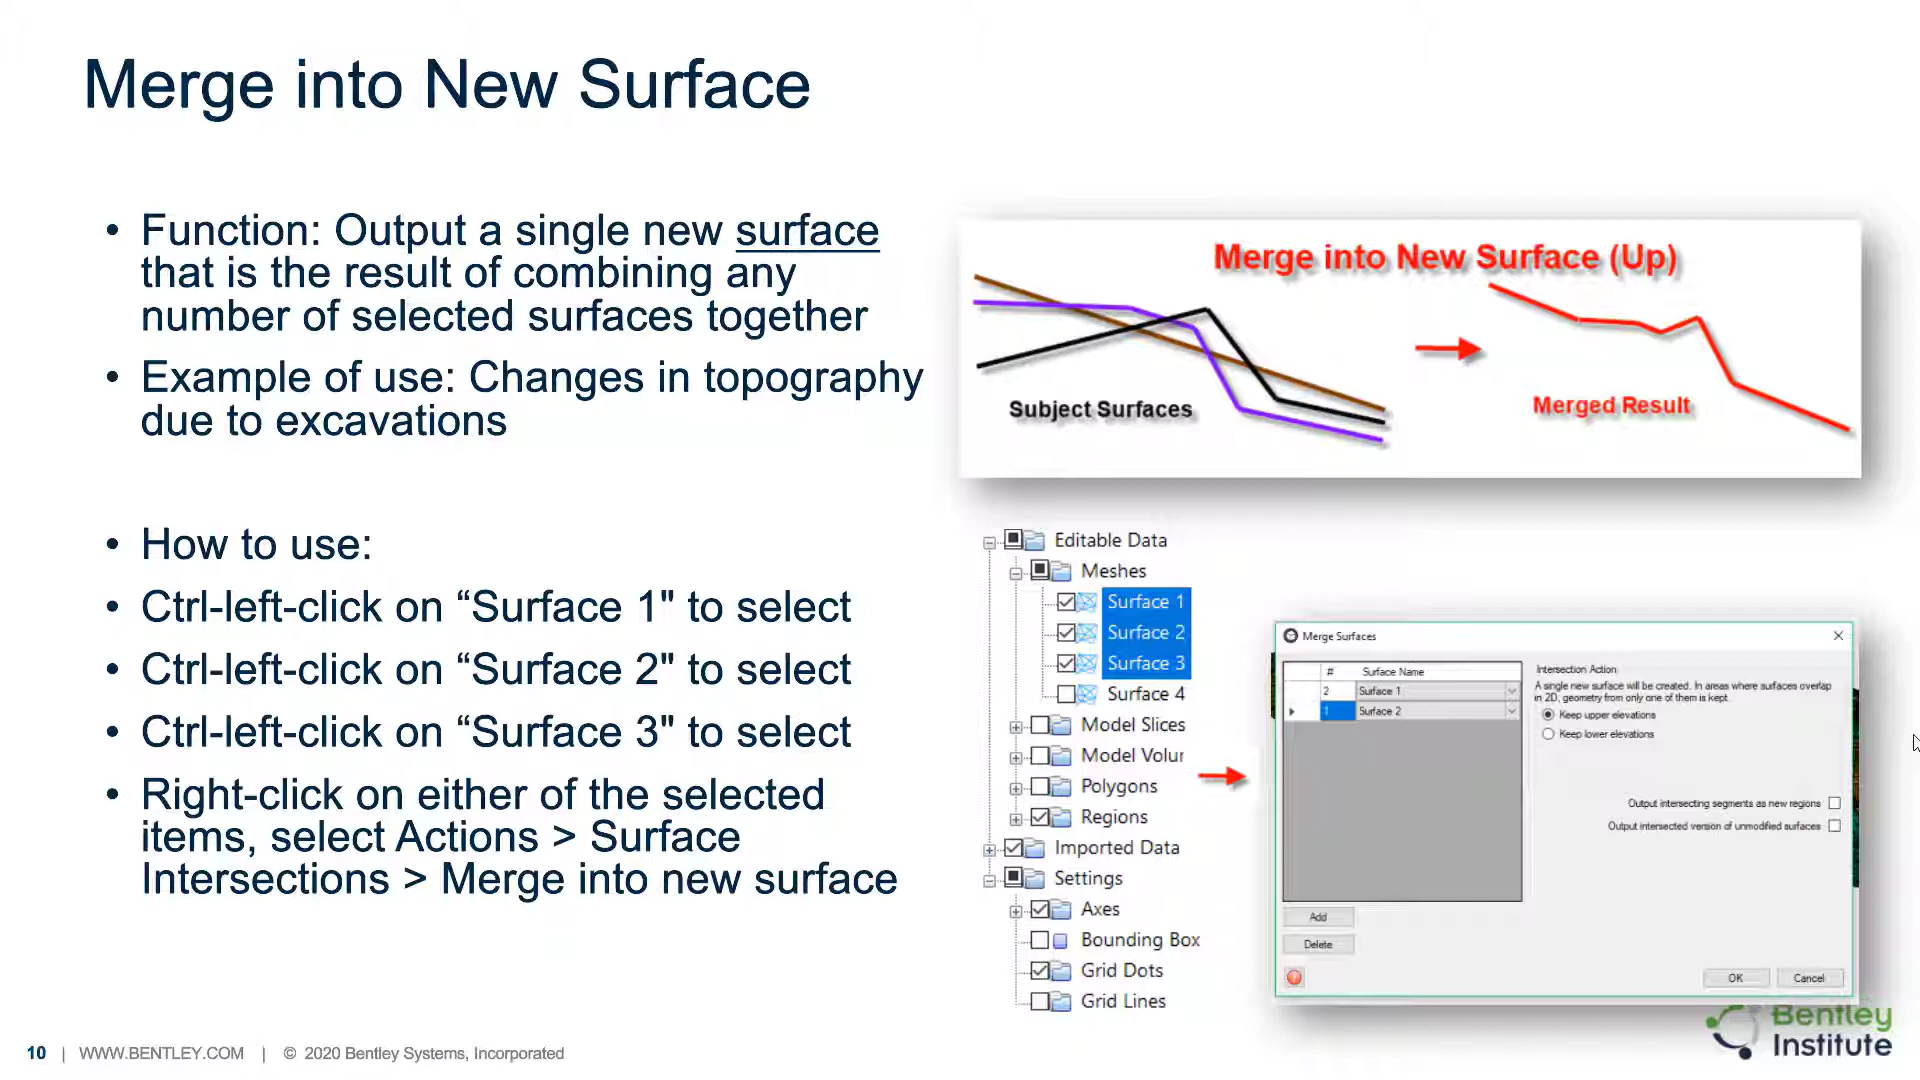 Merge into New Surface
• Function: Output a single new surface
that is the result of combining any
number of selected surfaces together
• Example of use: Changes in topography
due to excavations
• How to use:
• Ctrl-left-click on “Surface 1" to select
• Ctrl-left-click on “Surface 2" to select
• Ctrl-left-click on “Surface 3" to select
• Right-click on either of the selected
items, select Actions > Surface
Intersections > Merge into new surface
Merge into New Surface (Up)
Subject Surfaces
Merged Result
Editable Data
Meshes
Surface 1
Surface 2
Surface 3
Surface 4
Model Slices
Model Volur
Polygons
Regions
Imported Data
Settings
Axes
Bounding Box
Grid Dots
Grid Lines
Merge Surfaces
# Surface Name
2 Surface 1
1 Surface 2
Add
Delete
Intersection Action
A single new surface will be created. In areas where surfaces overlap
in 2D, geometry from only one of them is kept.
Keep upper elevations
Keep lower elevations
Output intersecting segments as new regions
Output intersected version of unmodified surfaces
OK Cancel
Bentley
Institute
10 | WWW.BENTLEY.COM | © 2020 Bentley Systems, Incorporated